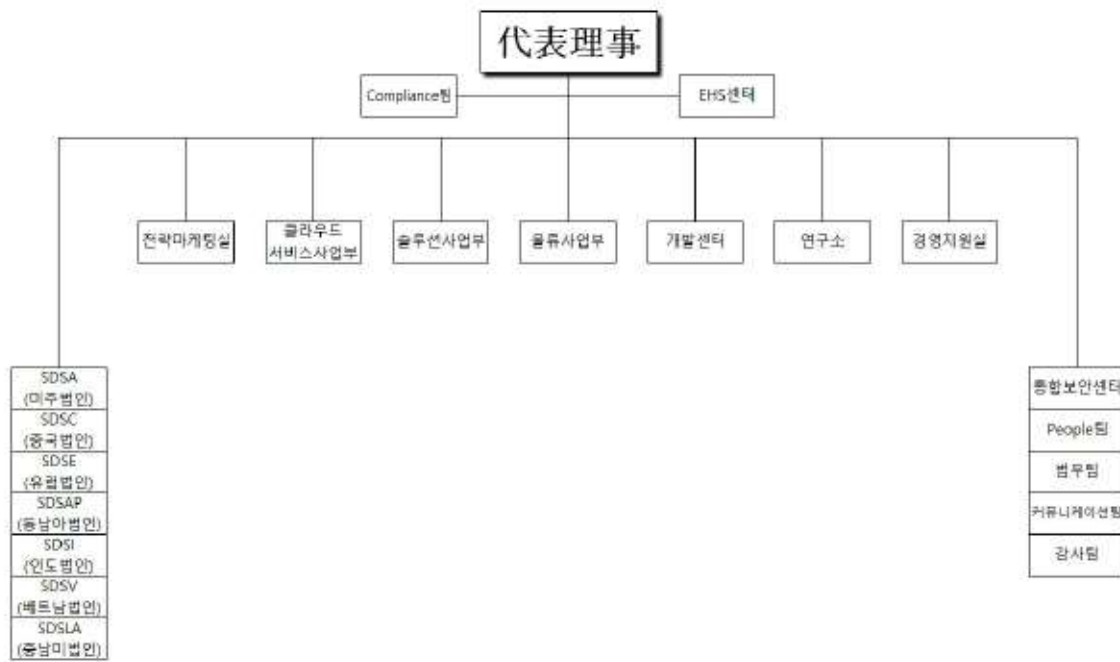 代表理事
Compliance팀
EHS센터
전략마케팅실
클라우드
서비스사업부
솔루션사업부
물류사업부
개발센터
연구소
경영지원실
SDSA
(미주법인)
SDSC
(중국법인)
SDSE
(유럽법인)
SDSAP
(동남아법인)
SDSI
(인도법인)
SDSV
(베트남법인)
SDSLA
(중남미법인)
통합보안센터
People팀
법무팀
커뮤니케이션팀
감사팀